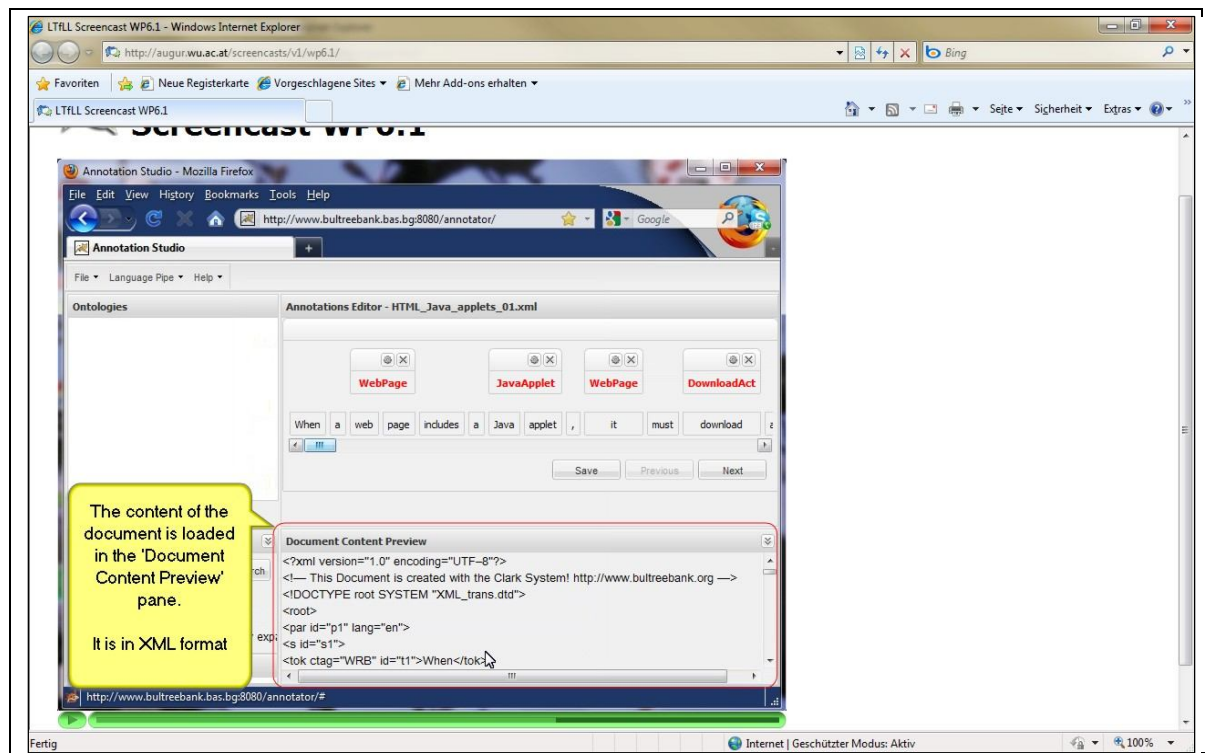 LTfLL Screencast WP6.1 - Windows Internet Explorer
http://augur.wu.ac.at/screencasts/v1/wp6.1/
Bing
Favoriten
Neue Registerkarte
Vorgeschlagene Sites
Mehr Add-ons erhalten
LTfLL Screencast WP6.1
Seite
Sicherheit
Extras
Screencast WP6.1
Annotation Studio - Mozilla Firefox
File Edit View History Bookmarks Tools Help
http://www.bultreebank.bas.bg:8080/annotator/
Google
Annotation Studio
File Language Pipe Help
Ontologies
Annotations Editor - HTML_Java_applets_01.xml
WebPage JavaApplet WebPage DownloadAct
When a web page includes a Java applet , it must download a
Save Previous Next
The content of the
document is loaded
in the 'Document
Content Preview'
pane.
It is in XML format
rch
expa
Document Content Preview
<?xml version="1.0" encoding="UTF–8"?>
<!— This Document is created with the Clark System! http://www.bultreebank.org —>
<!DOCTYPE root SYSTEM "XML_trans.dtd">
<root>
<par id="p1" lang="en">
<s id="s1">
<tok ctag="WRB" id="t1">When</tok>
http://www.bultreebank.bas.bg:8080/annotator/#
Fertig
Internet | Geschützter Modus: Aktiv
100%